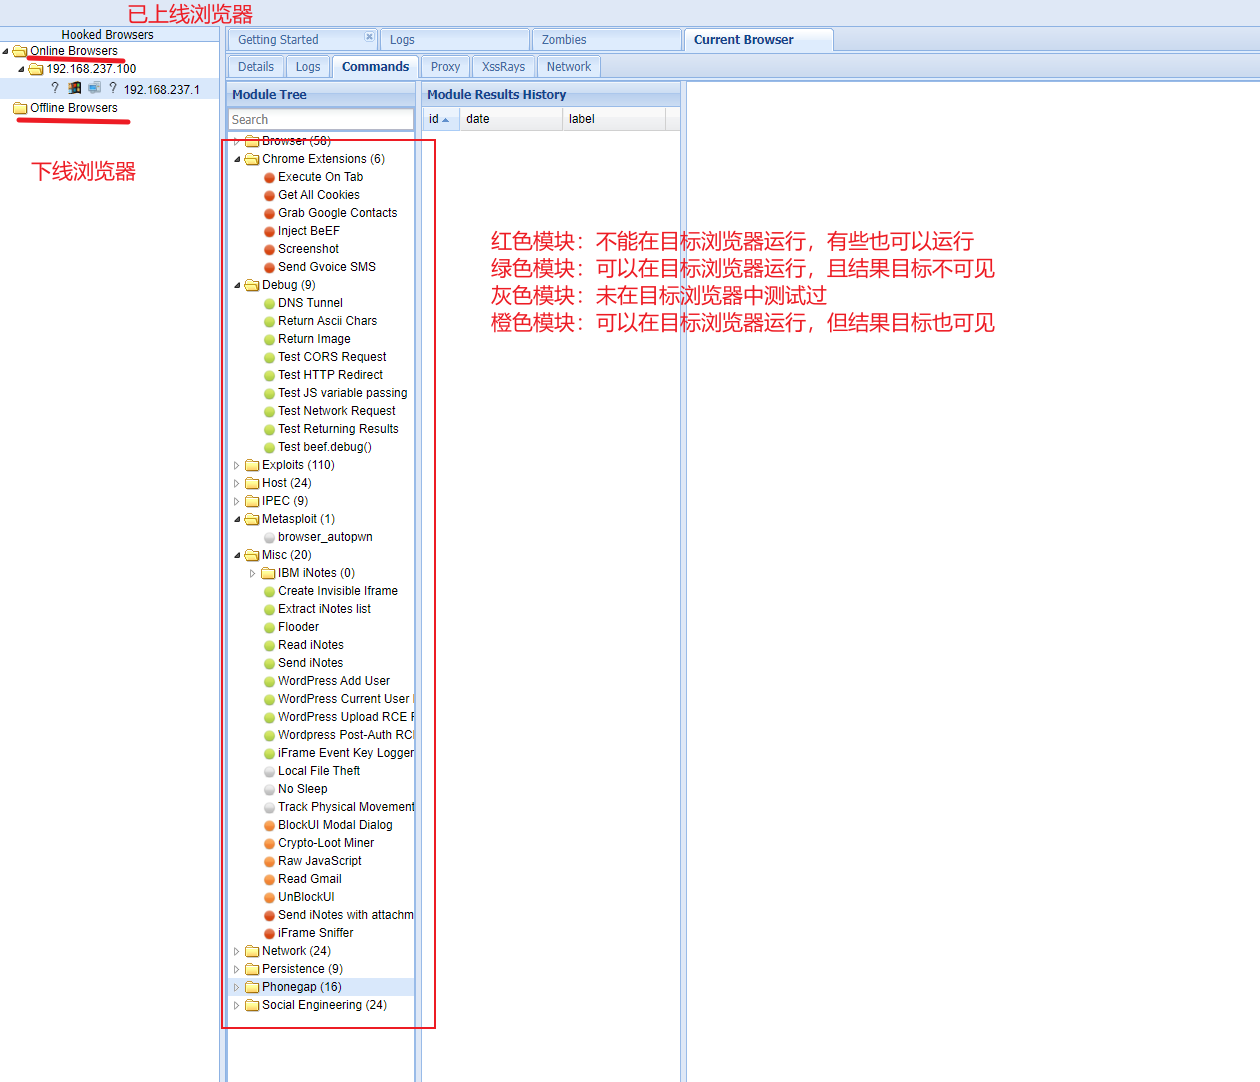 已上线浏览器
Hooked Browsers
Online Browsers
192.168.237.100
? ? 192.168.237.1
Offline Browsers
下线浏览器
Getting Started
Logs
Zombies
Current Browser
Details
Logs
Commands
Proxy
XssRays
Network
Module Tree
Search
Browser (58)
Chrome Extensions (6)
Execute On Tab
Get All Cookies
Grab Google Contacts
Inject BeEF
Screenshot
Send Gvoice SMS
Debug (9)
DNS Tunnel
Return Ascii Chars
Return Image
Test CORS Request
Test HTTP Redirect
Test JS variable passing
Test Network Request
Test Returning Results
Test beef.debug()
Exploits (110)
Host (24)
IPEC (9)
Metasploit (1)
browser_autopwn
Misc (20)
IBM iNotes (0)
Create Invisible Iframe
Extract iNotes list
Flooder
Read iNotes
Send iNotes
WordPress Add User
WordPress Current User
WordPress Upload RCE
Wordpress Post-Auth RC
iFrame Event Key Logger
Local File Theft
No Sleep
Track Physical Movement
BlockUI Modal Dialog
Crypto-Loot Miner
Raw JavaScript
Read Gmail
UnBlockUI
Send iNotes with attachm
iFrame Sniffer
Network (24)
Persistence (9)
Phonegap (16)
Social Engineering (24)
Module Results History
id date label
红色模块：不能在目标浏览器运行，有些也可以运行
绿色模块：可以在目标浏览器运行，且结果目标不可见
灰色模块：未在目标浏览器中测试过
橙色模块：可以在目标浏览器运行，但结果目标也可见